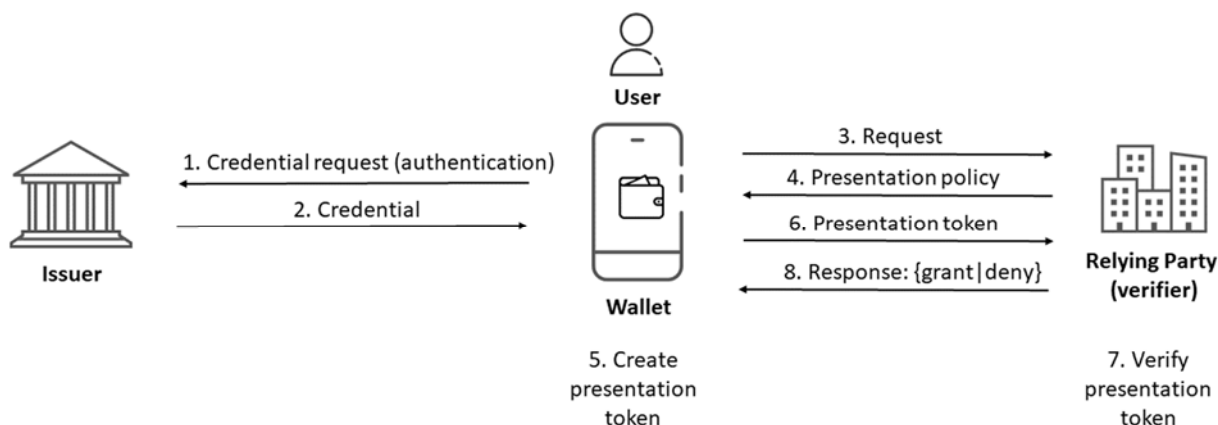 User
1. Credential request (authentication)
2. Credential
3. Request
4. Presentation policy
6. Presentation token
8. Response: {grant|deny}
Issuer
Wallet
Relying Party
(verifier)
5. Create
presentation
token
7. Verify
presentation
token